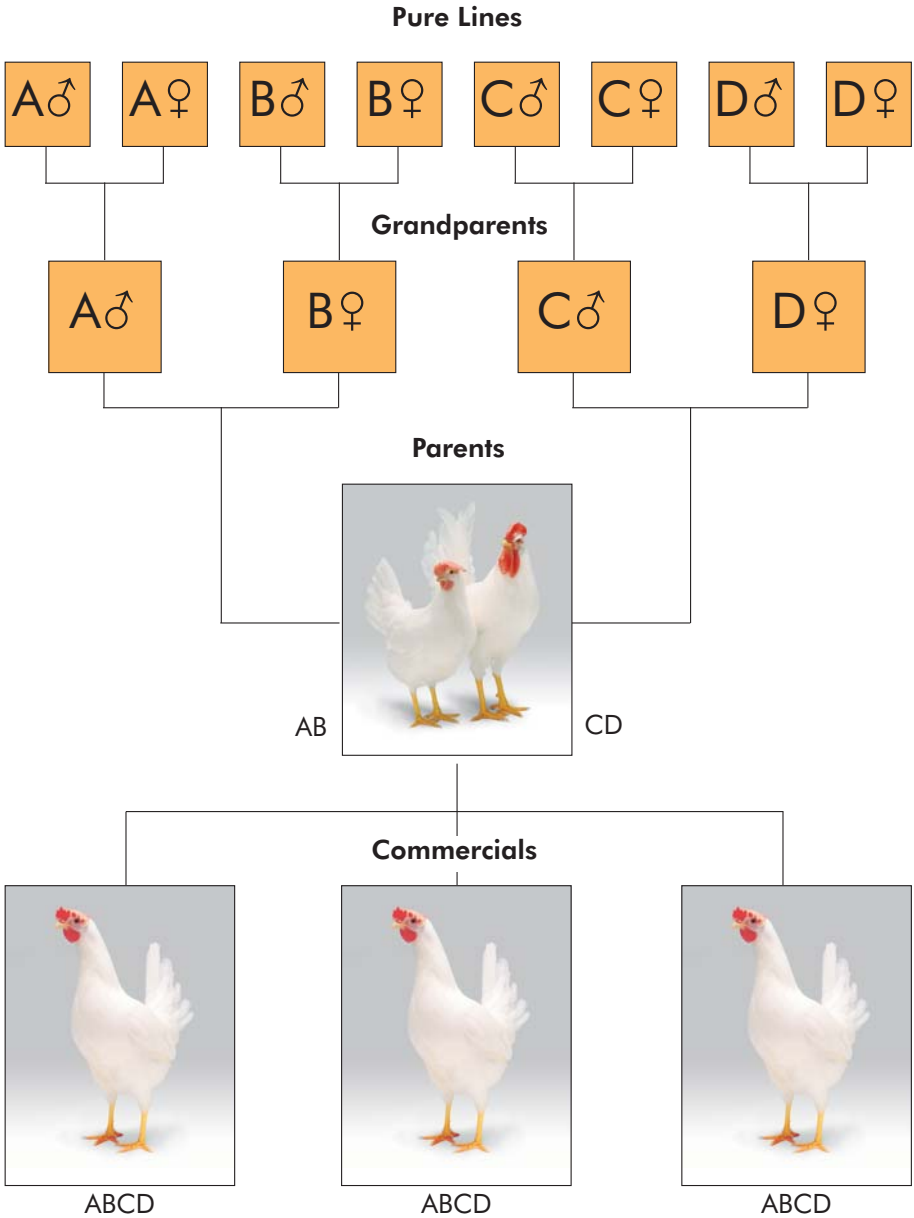 Pure Lines
A♂ A♀ B♂ B♀ C♂ C♀ D♂ D♀
Grandparents
A♂ B♀ C♂ D♀
Parents
AB CD
Commercials
ABCD ABCD ABCD